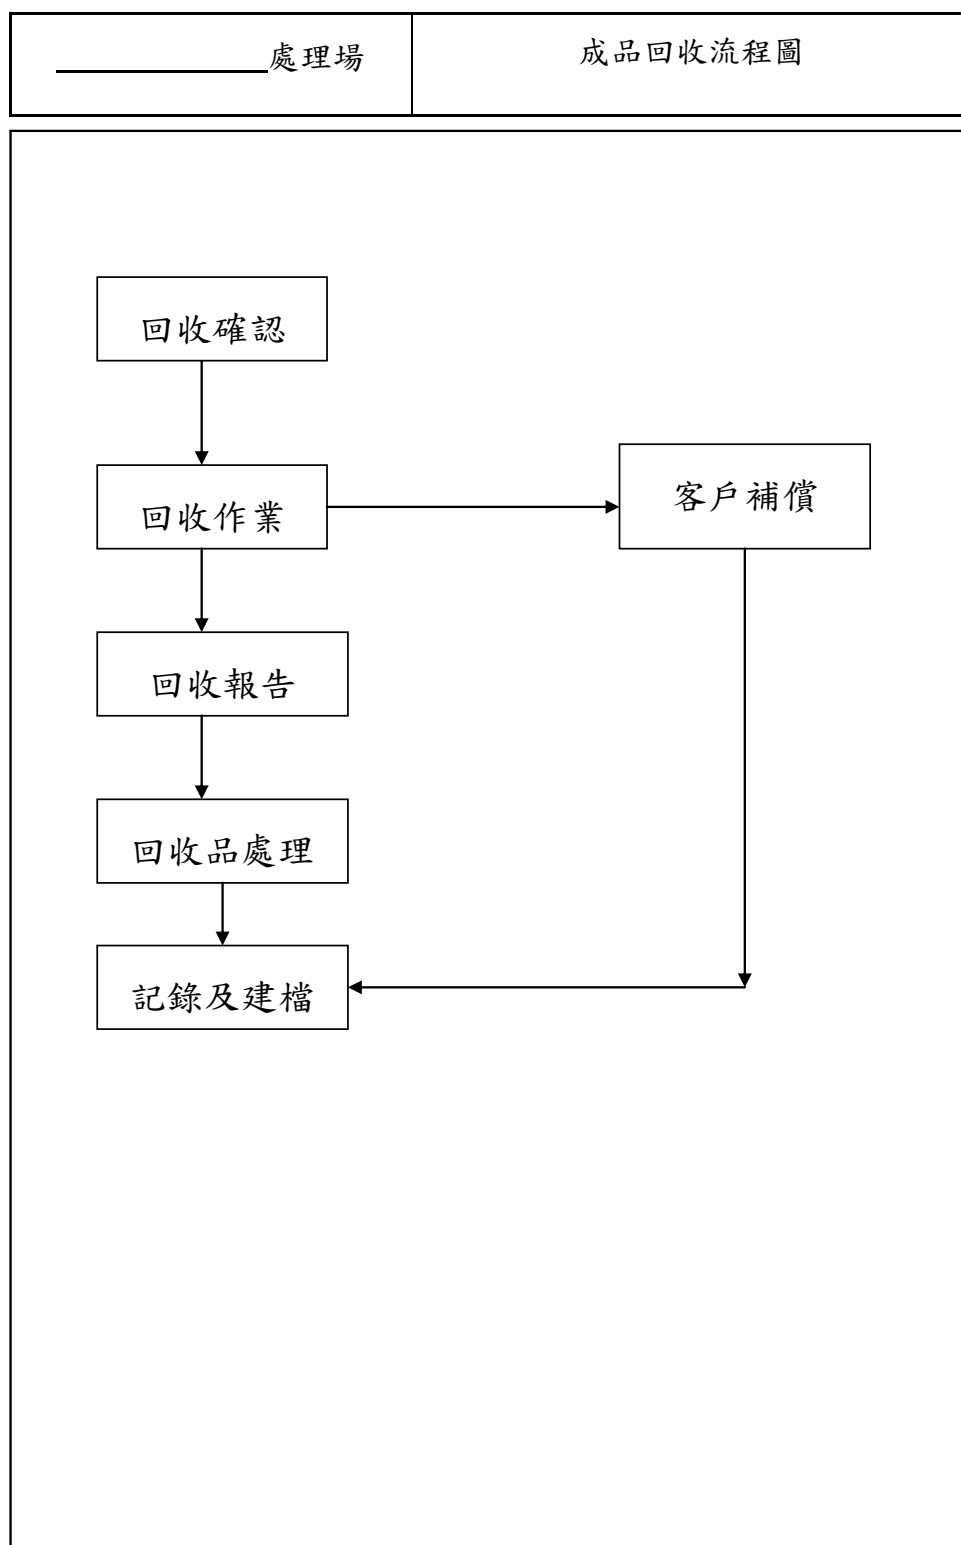 處理場
成品回收流程圖
回收確認
回收作業
客戶補償
回收報告
回收品處理
記錄及建檔